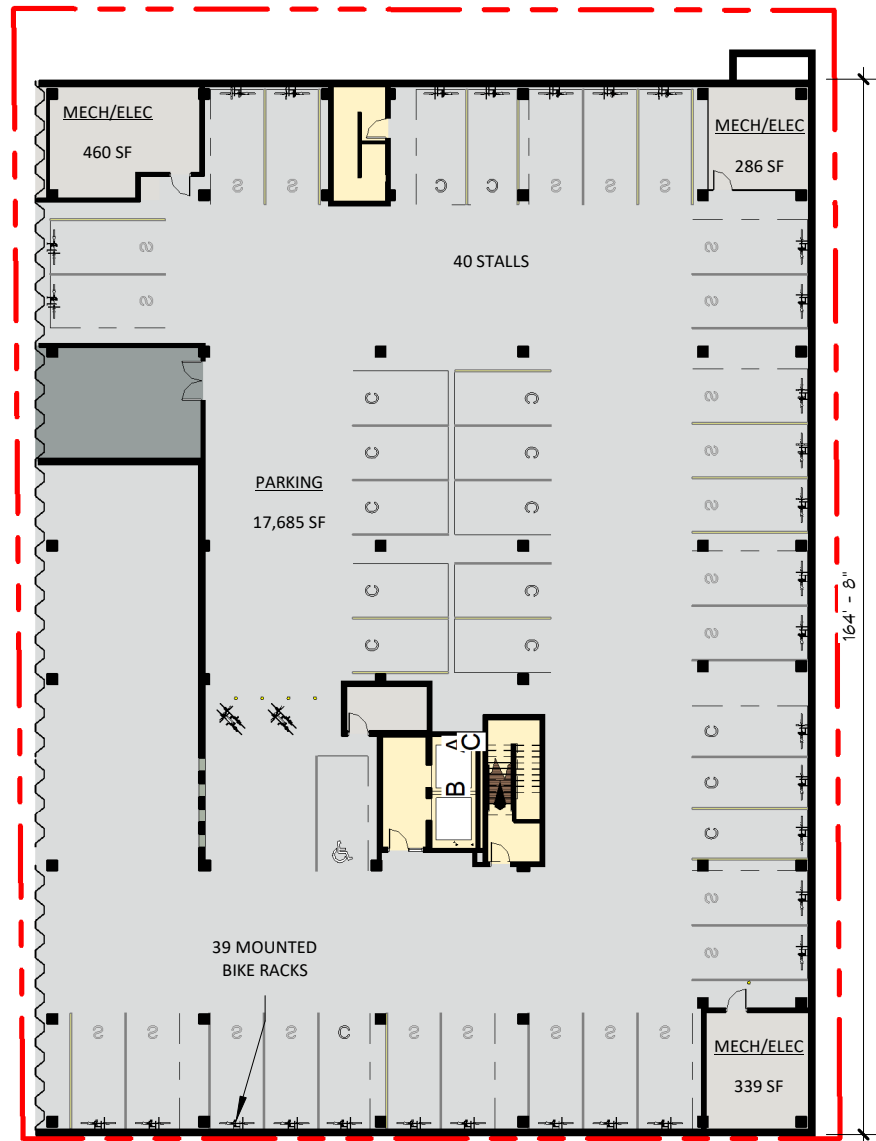 MECH/ELEC
460 SF
MECH/ELEC
286 SF
S S C C S S S
S S
40 STALLS
S S
C C S
C C S
PARKING
17,685 SF
C C S
C C S
C C S
164' - 8"
C
A
C
B
C
C
S
S
39 MOUNTED
BIKE RACKS
S S S S C S S S S S
MECH/ELEC
339 SF